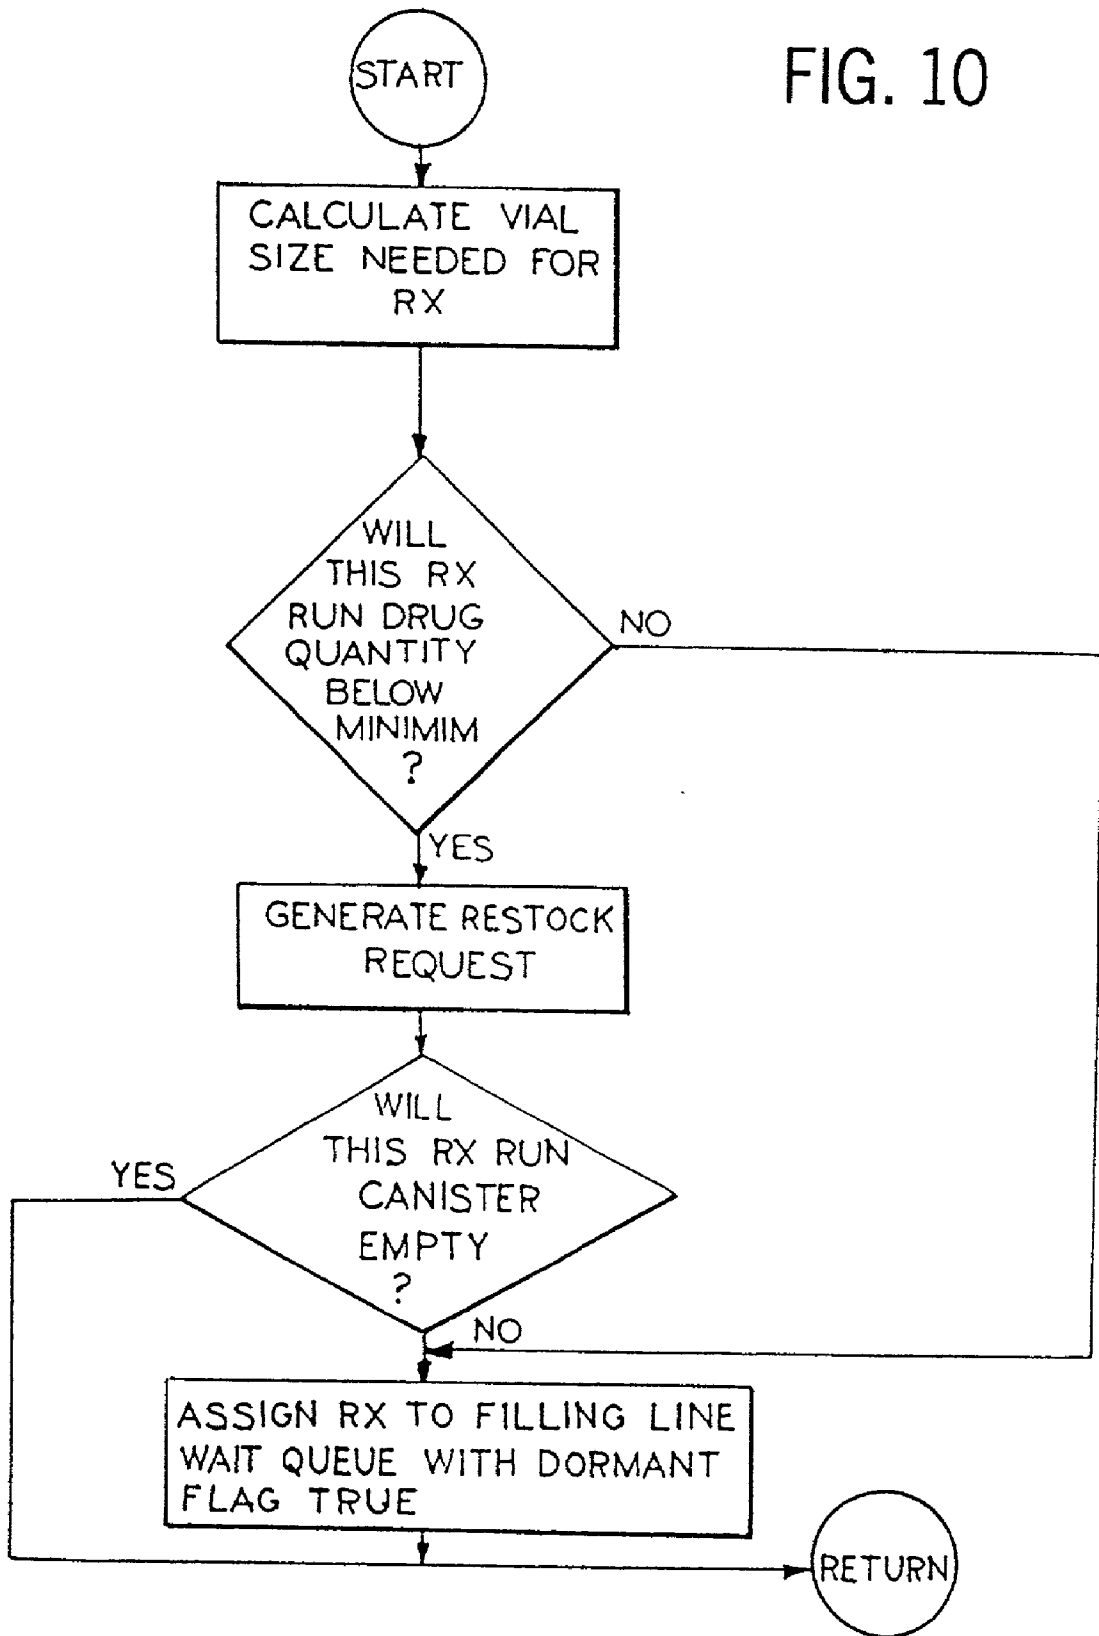 START
FIG. 10
CALCULATE VIAL
SIZE NEEDED FOR
RX
WILL
THIS RX
RUN DRUG
QUANTITY
BELOW
MINIMIM
?
NO
YES
GENERATE RESTOCK
REQUEST
WILL
THIS RX RUN
CANISTER
EMPTY
?
YES
NO
ASSIGN RX TO FILLING LINE
WAIT QUEUE WITH DORMANT
FLAG TRUE
RETURN